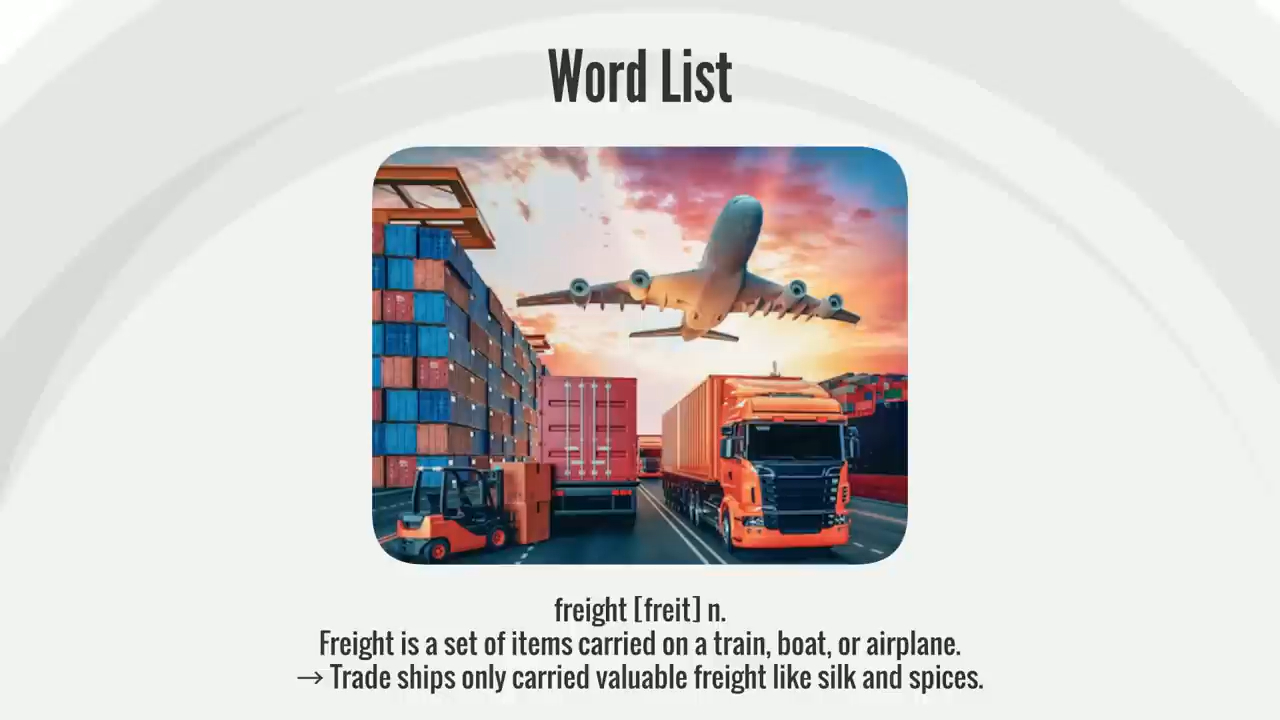 Word List
freight [freit] n.
Freight is a set of items carried on a train, boat, or airplane.
→ Trade ships only carried valuable freight like silk and spices.